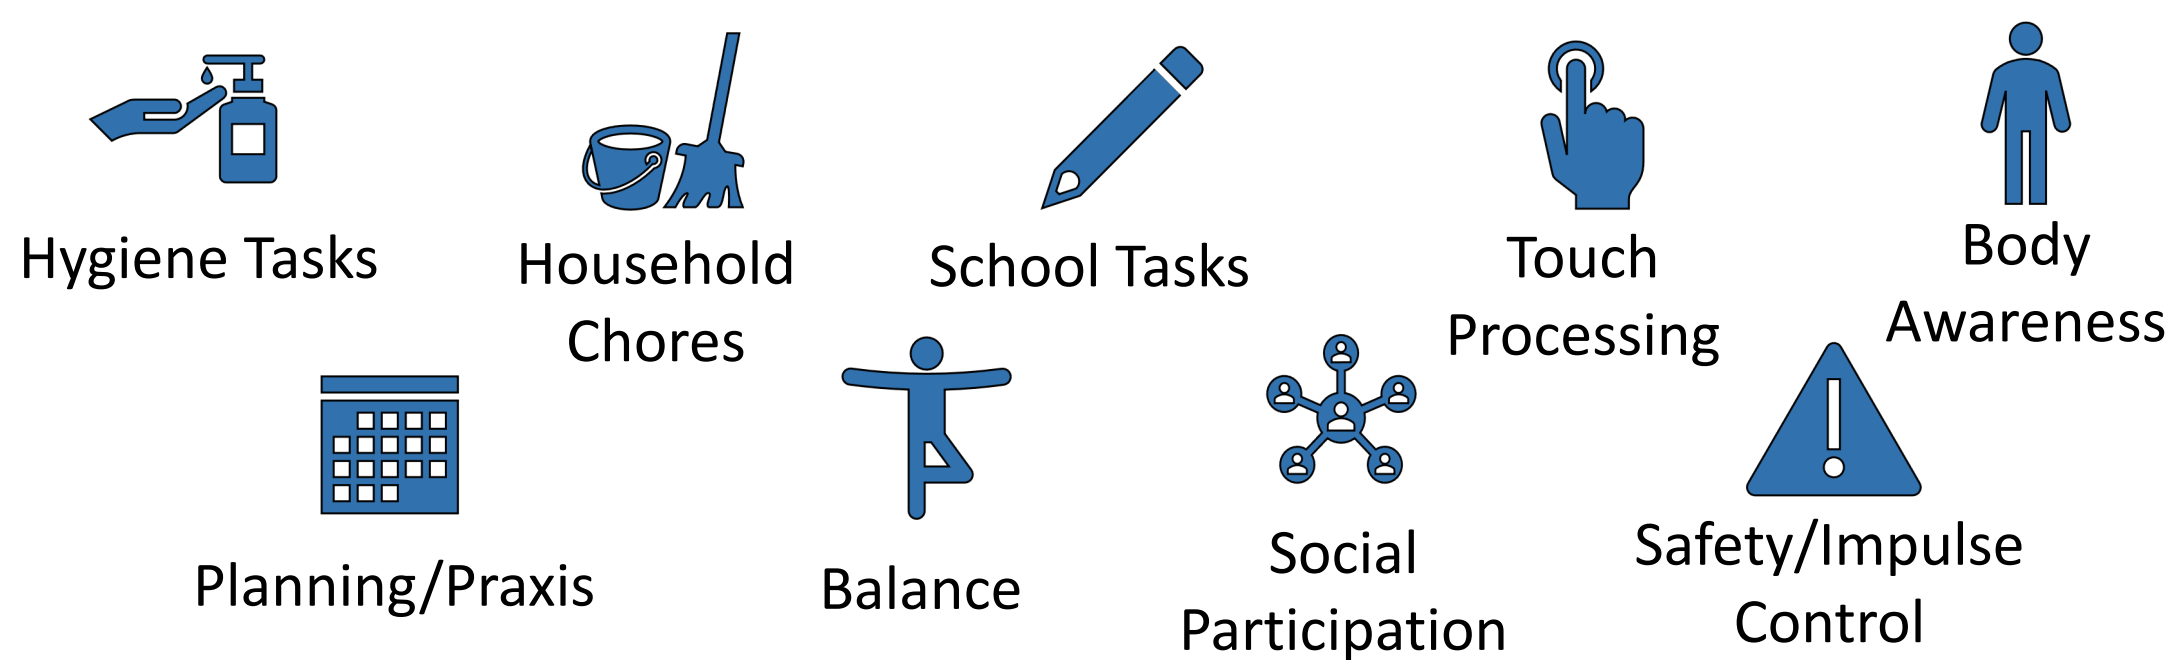 Hygiene Tasks
Household
Chores
School Tasks
Touch
Processing
Body
Awareness
Planning/Praxis
Balance
Social
Participation
Safety/Impulse
Control